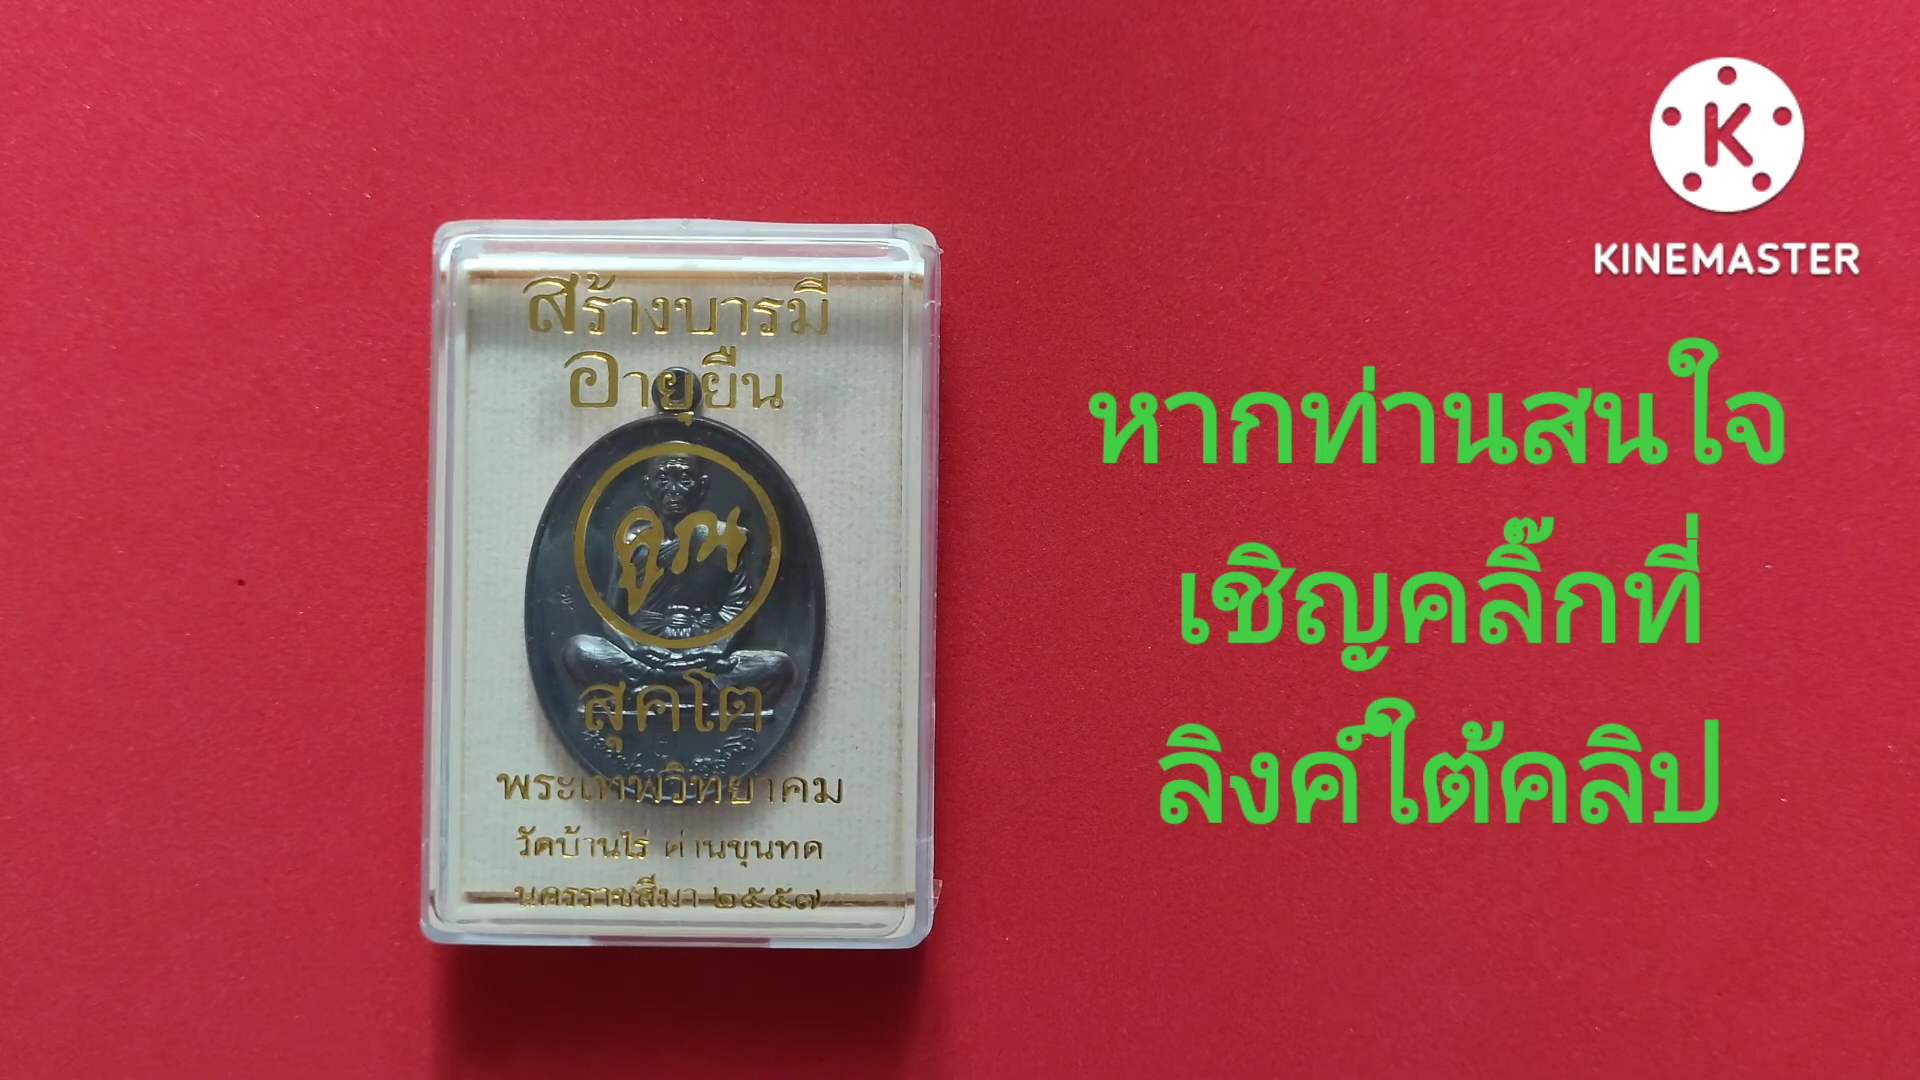 สร้างบารมี
อายุยืน
คูณ
สุคโต
พระเทพวิทยาคม
วัดบ้านไร่ ด่านขุนทด
นครราชสีมา ๒๕๕๗
K
KINEMASTER
หากท่านสนใจ
เชิญคลิ๊กที่
ลิงค์ใต้คลิป